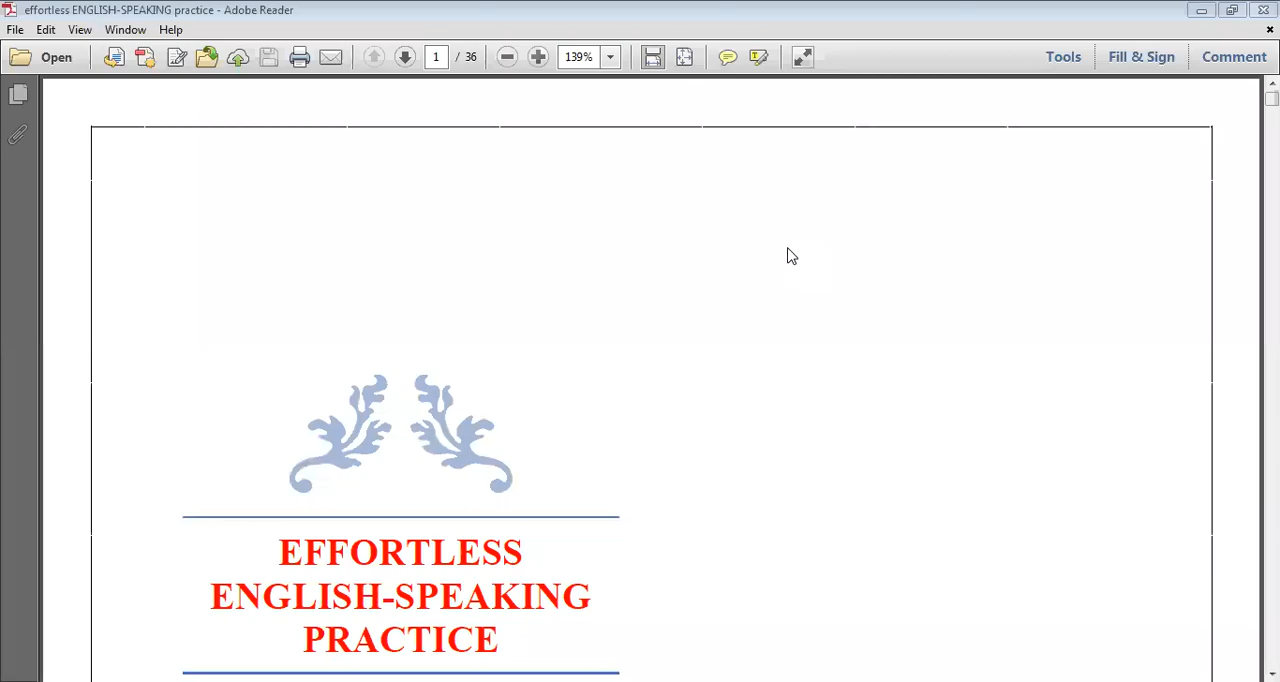 effortless ENGLISH-SPEAKING practice - Adobe Reader
File Edit View Window Help
Open 1 / 36 139% Tools Fill & Sign Comment
EFFORTLESS
ENGLISH-SPEAKING
PRACTICE